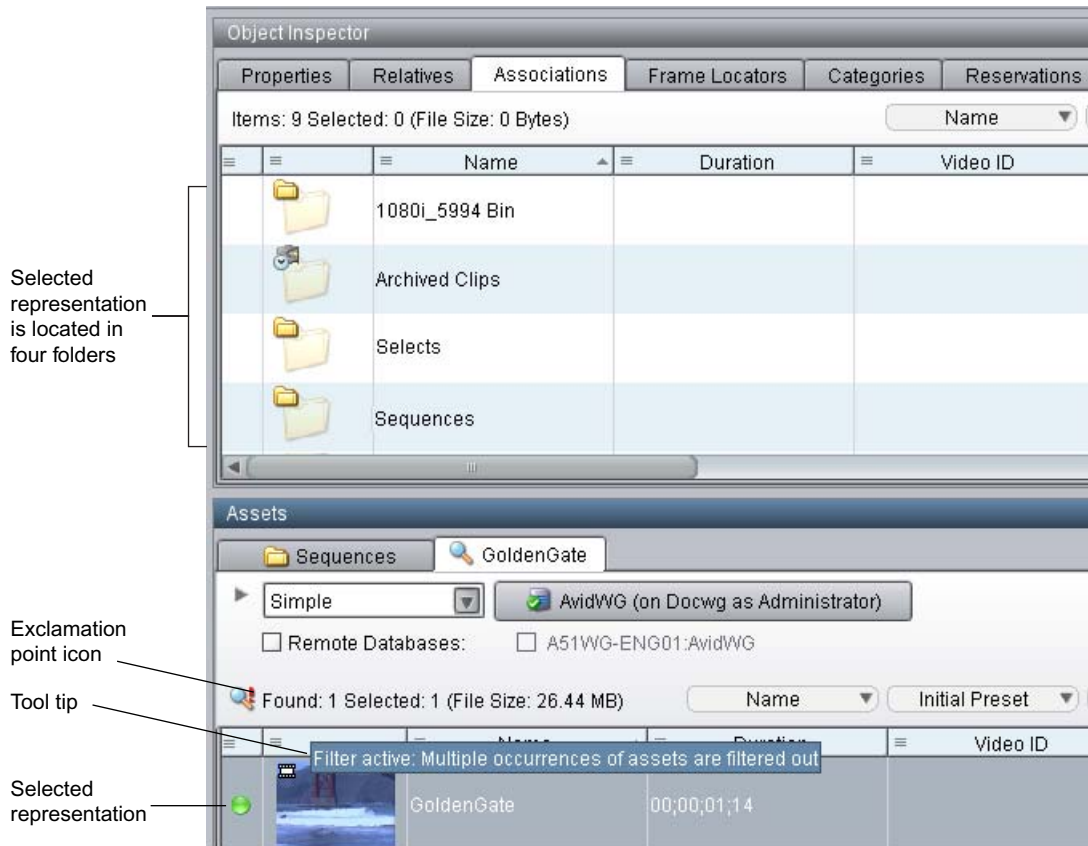 Object Inspector
Properties Relatives Associations Frame Locators Categories Reservations
Items: 9 Selected: 0 (File Size: 0 Bytes) Name
Name Duration Video ID
1080i_5994 Bin
Archived Clips
Selects
Sequences
Selected
representation
is located in
four folders
Assets
Sequences GoldenGate
Simple AvidWG (on Docwg as Administrator)
Remote Databases: A51WG-ENG01:AvidWG
Exclamation
point icon
Found: 1 Selected: 1 (File Size: 26.44 MB) Name Initial Preset
Tool tip
Name Duration Video ID
Filter active: Multiple occurrences of assets are filtered out
Selected
representation
GoldenGate 00;00;01;14